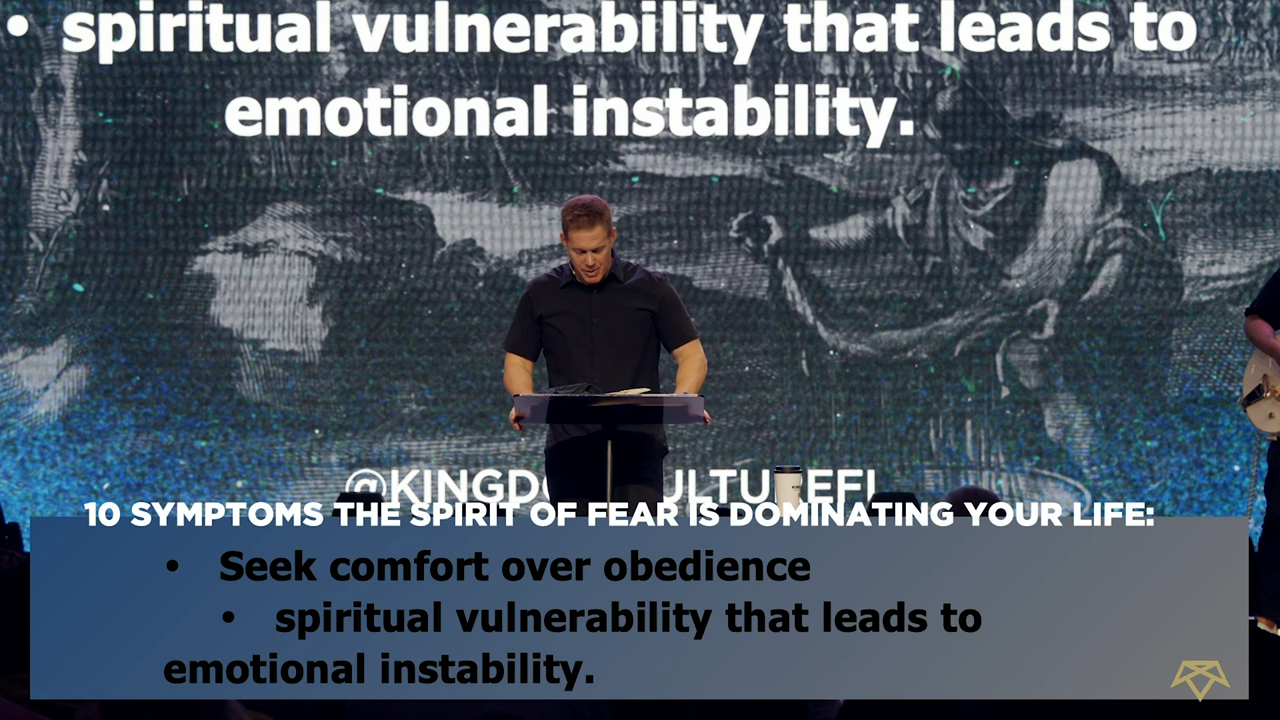 • spiritual vulnerability that leads to
emotional instability.
10 SYMPTOMS THE SPIRIT OF FEAR IS DOMINATING YOUR LIFE:
• Seek comfort over obedience
• spiritual vulnerability that leads to
emotional instability.